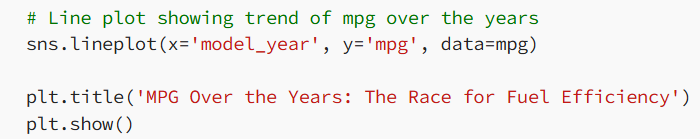 # Line plot showing trend of mpg over the years
sns.lineplot(x='model_year', y='mpg', data=mpg)
plt.title('MPG Over the Years: The Race for Fuel Efficiency')
plt.show()